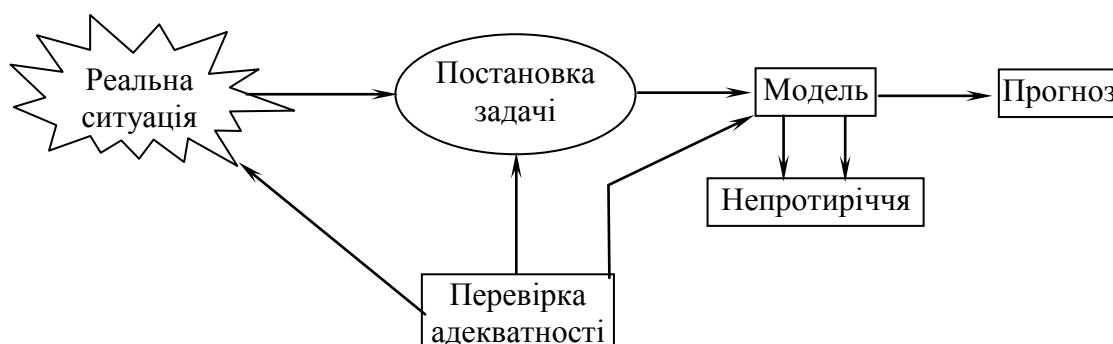 Реальна
ситуація
Постановка
задачі
Модель
Прогноз
Непротиріччя
Перевірка
адекватності